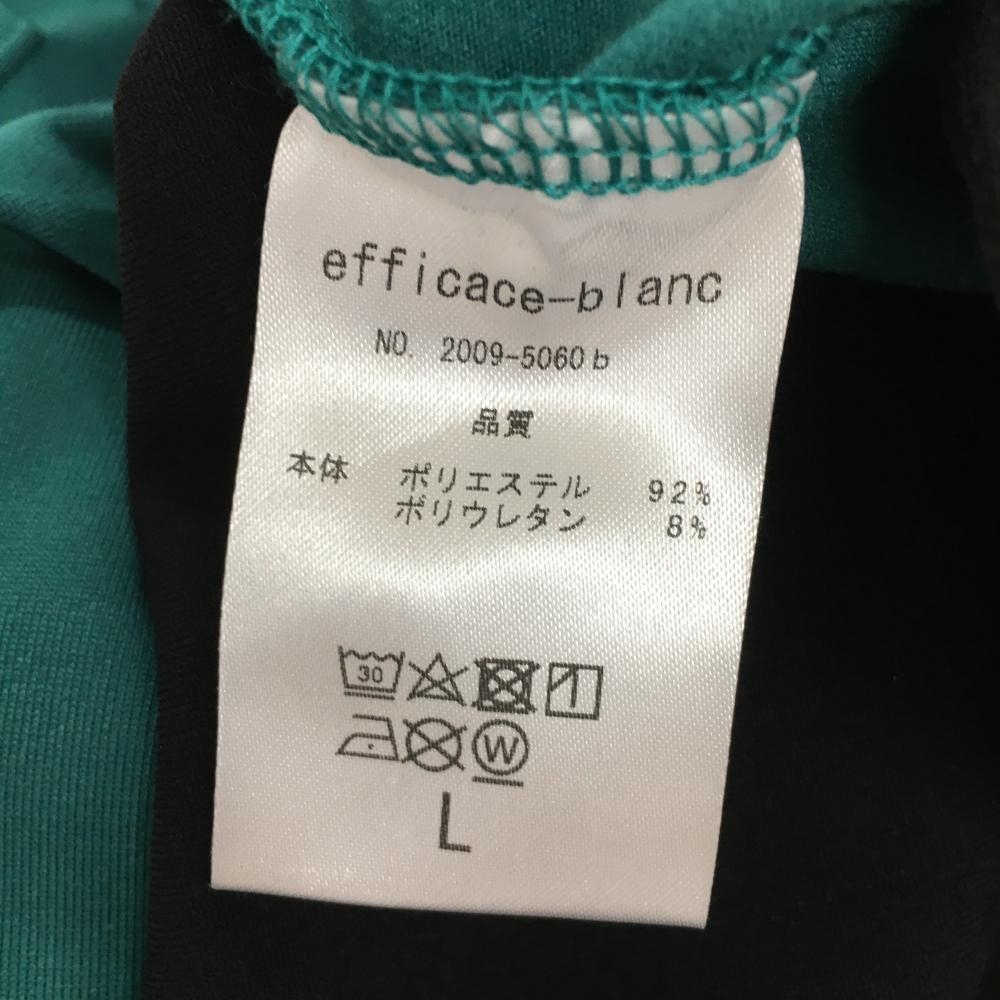 efficace-blanc
NO. 2009-5060b
品質
本体 ポリエステル 92%
ポリウレタン 8%
30
W
L